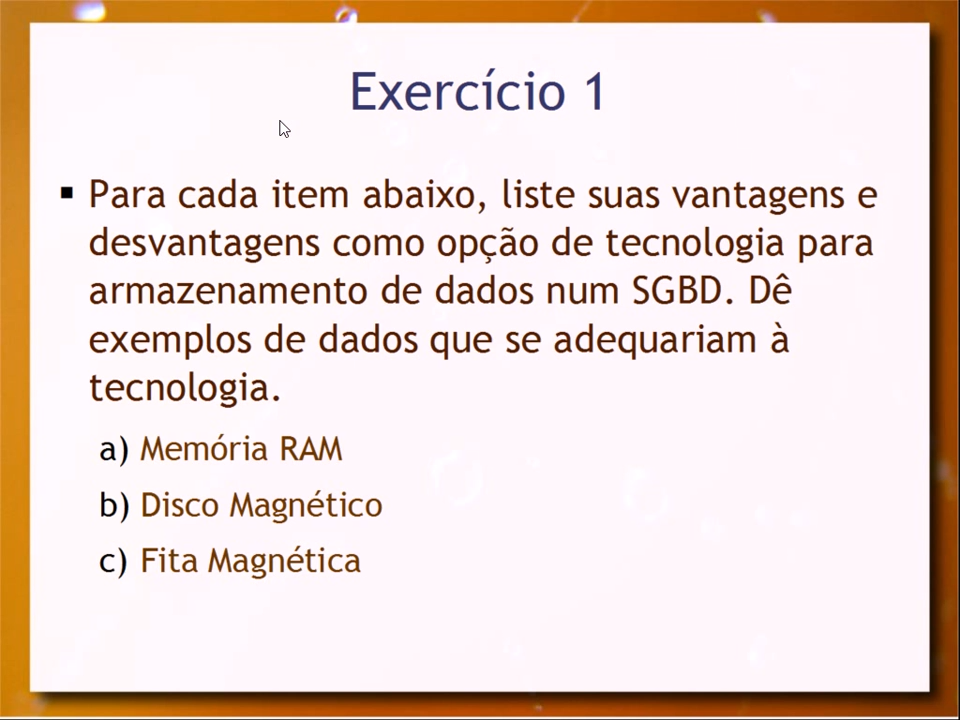 Exercício 1
▪ Para cada item abaixo, liste suas vantagens e
desvantagens como opção de tecnologia para
armazenamento de dados num SGBD. Dê
exemplos de dados que se adequariam à
tecnologia.
a) Memória RAM
b) Disco Magnético
c) Fita Magnética